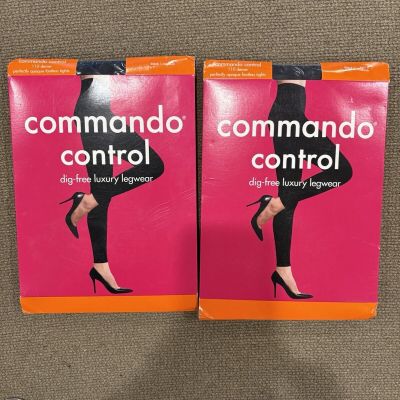 commando control
110 denier
perfectly opaque footless tights
commando®
control
dig-free luxury legwear
commando control
110 denier
perfectly opaque footless tights
commando®
control
dig-free luxury legwear